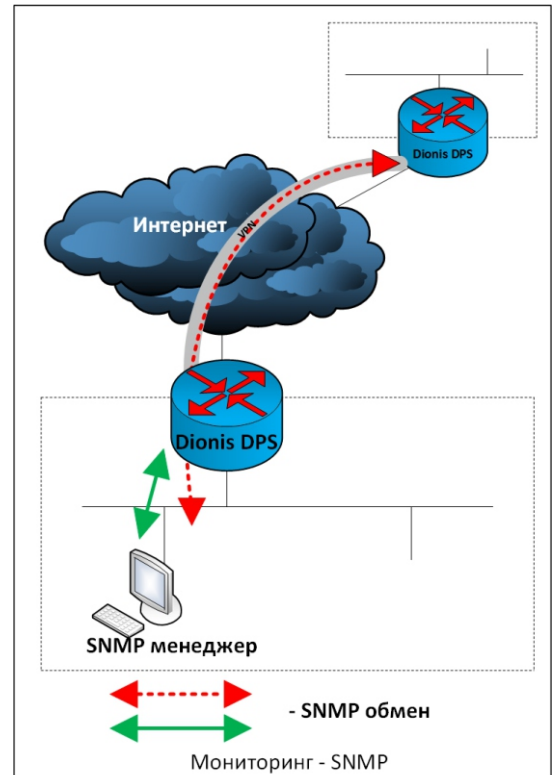 Dionis DPS
Интернет
VPN
Dionis DPS
SNMP менеджер
- SNMP обмен
Мониторинг - SNMP